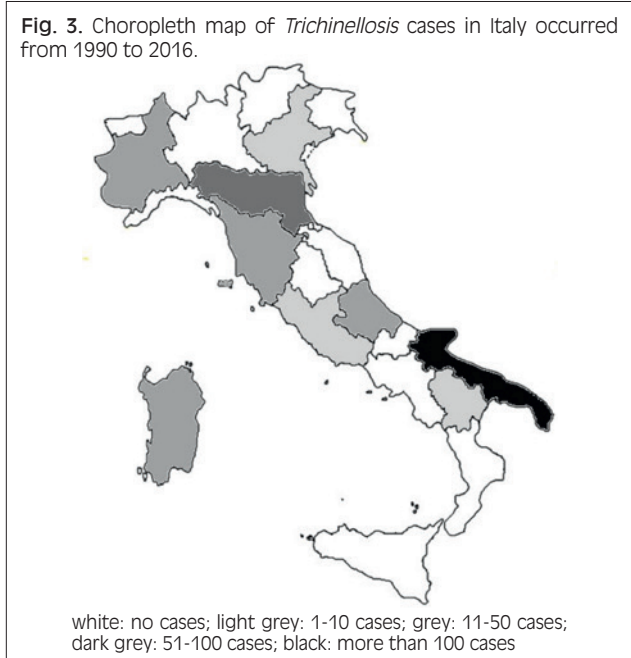 Fig. 3. Choropleth map of Trichinellosis cases in Italy occurred
from 1990 to 2016.
white: no cases; light grey: 1-10 cases; grey: 11-50 cases;
dark grey: 51-100 cases; black: more than 100 cases